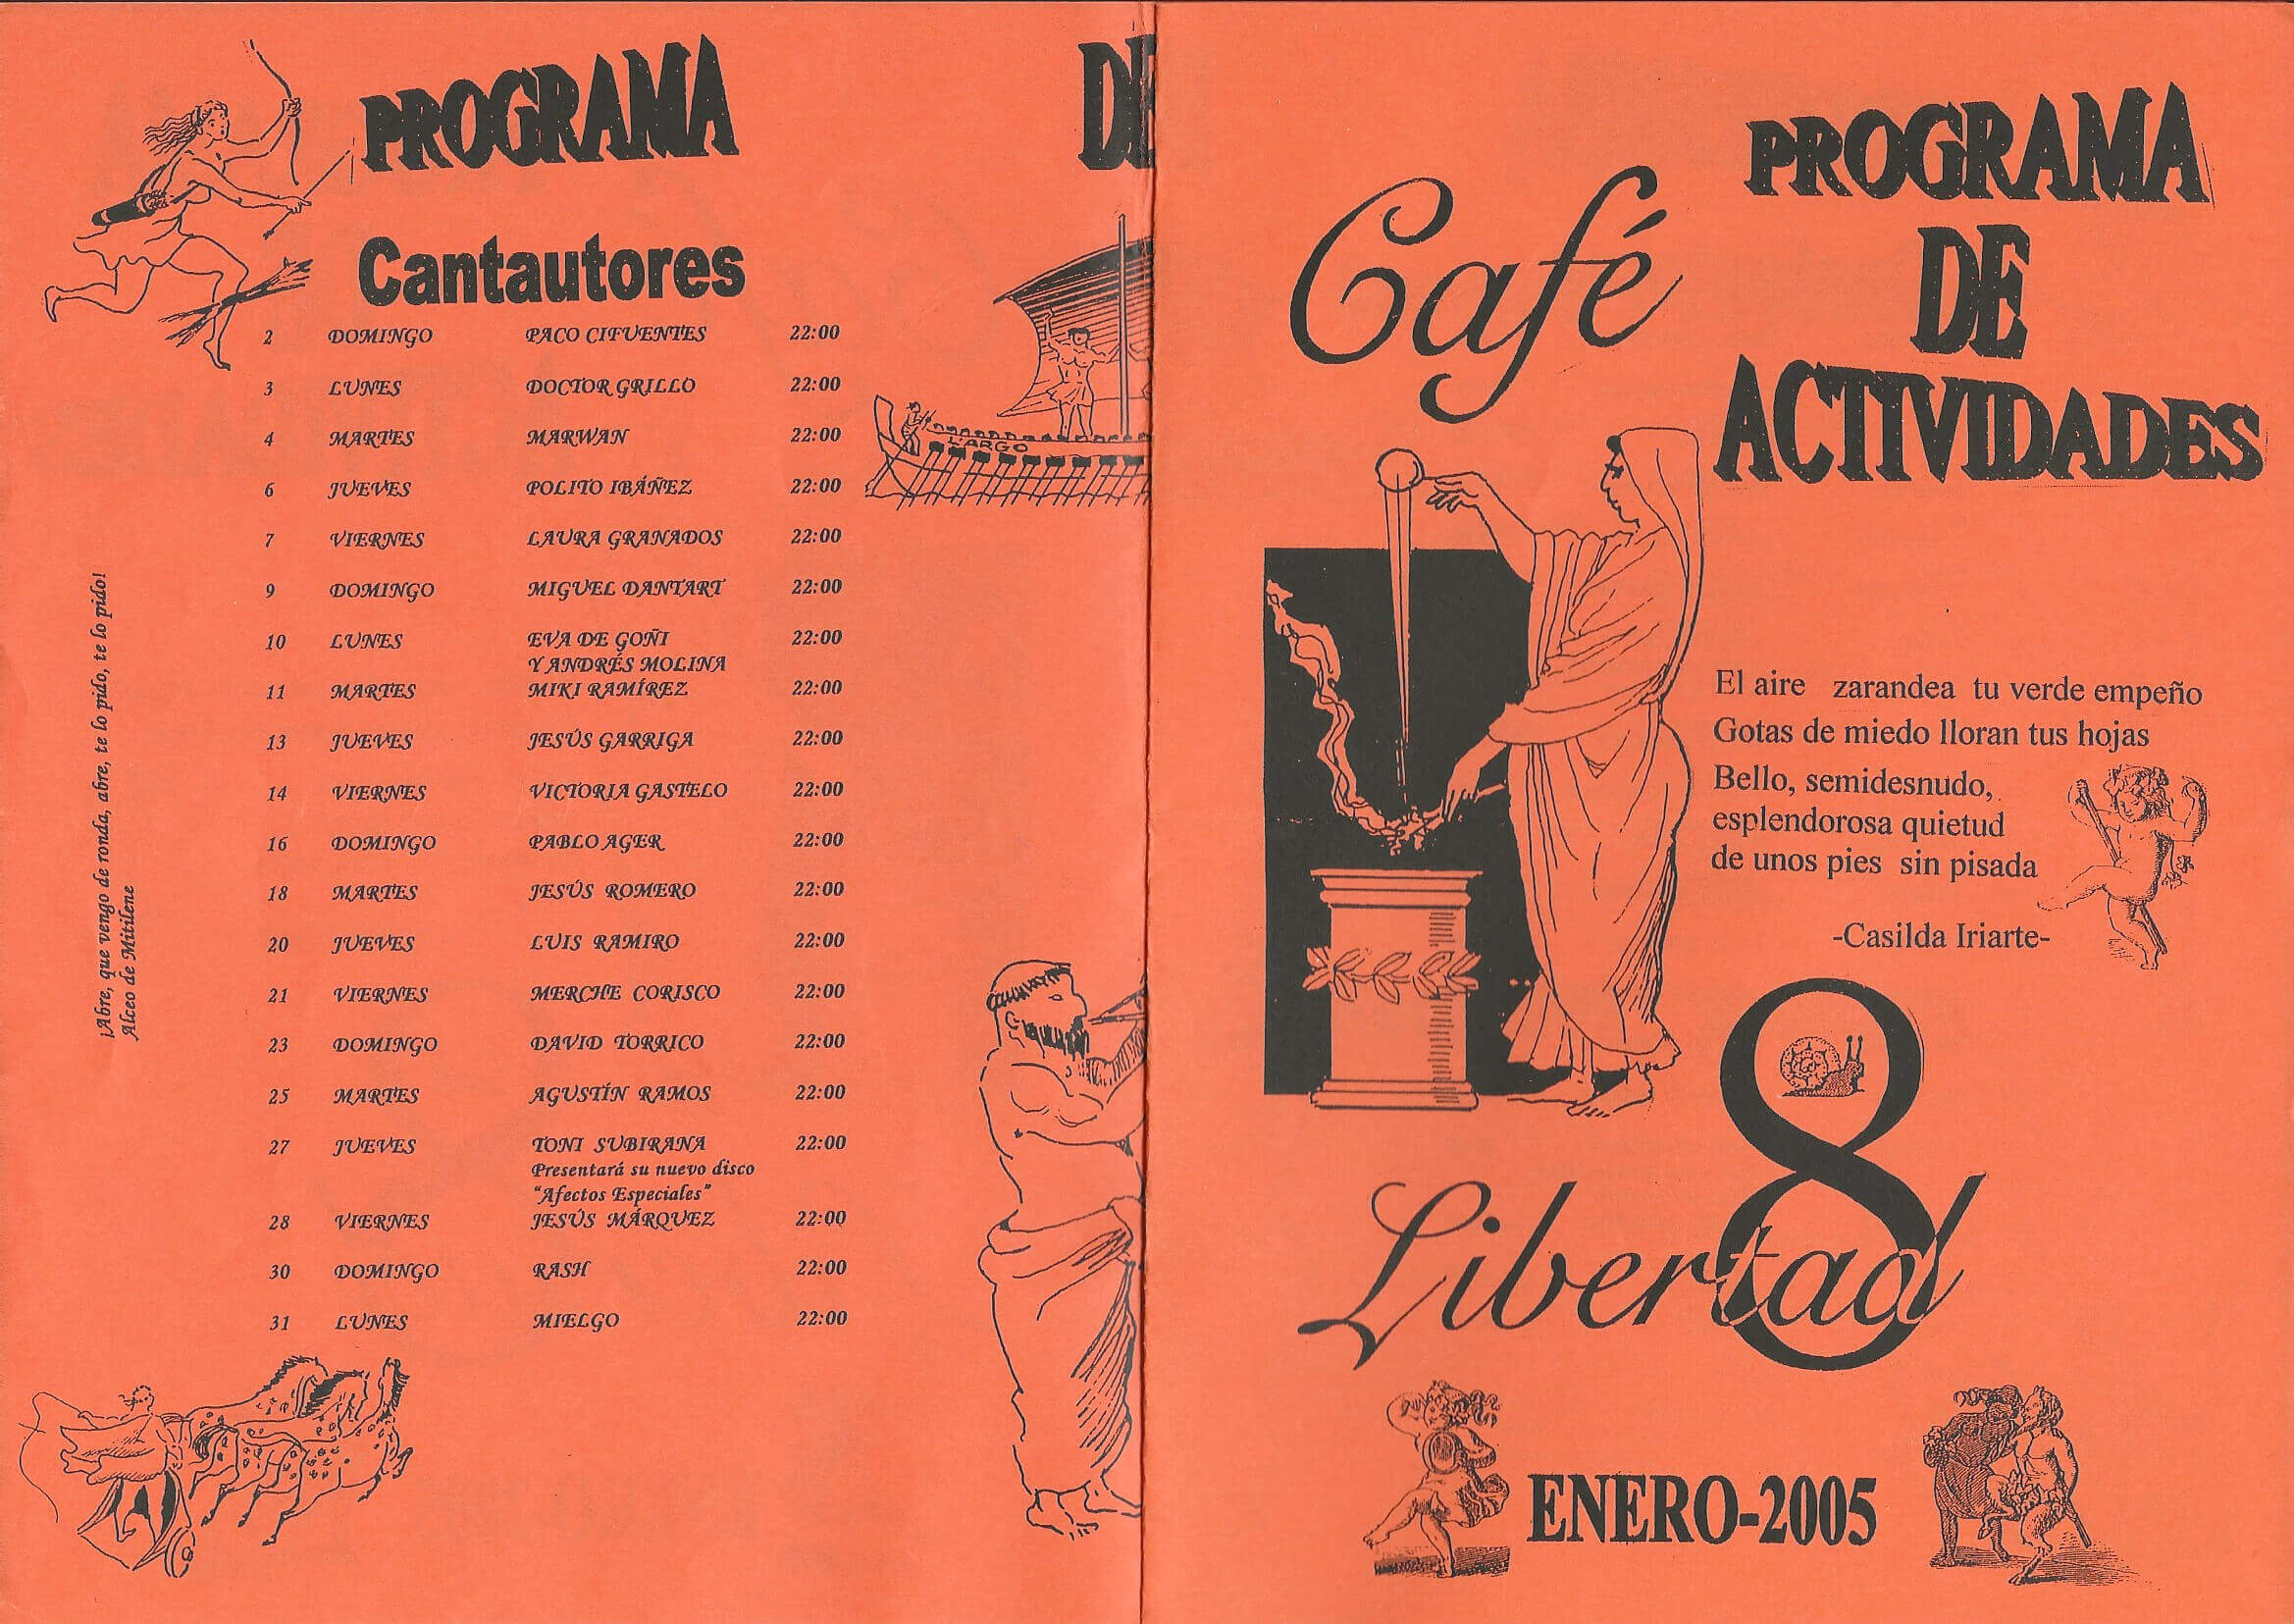 PROGRAMA DE
Cantautores
2 DOMINGO PACO CIFUENTES 22:00
3 LUNES DOCTOR GRILLO 22:00
4 MARTES MARWAN 22:00
6 JUEVES POLITO IBÁÑEZ 22:00
7 VIERNES LAURA GRANADOS 22:00
9 DOMINGO MIGUEL DANTART 22:00
10 LUNES EVA DE GOÑI 22:00
Y ANDRÉS MOLINA
11 MARTES MIKI RAMÍREZ 22:00
13 JUEVES JESÚS GARRIGA 22:00
14 VIERNES VICTORIA GASTELO 22:00
16 DOMINGO PABLO AGER 22:00
18 MARTES JESÚS ROMERO 22:00
20 JUEVES LUIS RAMIRO 22:00
21 VIERNES MERCHE CORISCO 22:00
23 DOMINGO DAVID TORRICO 22:00
25 MARTES AGUSTÍN RAMOS 22:00
27 JUEVES TONI SUBIRANA 22:00
Presentará su nuevo disco
"Afectos Especiales"
28 VIERNES JESÚS MÁRQUEZ 22:00
30 DOMINGO RASH 22:00
31 LUNES MIELGO 22:00
¡Abre, que vengo de ronda, abre, te lo pido, te lo pido!
Alceo de Mitilene
L'ARGO
Café
PROGRAMA
DE
ACTIVIDADES
El aire zarandea tu verde empeño
Gotas de miedo lloran tus hojas
Bello, semidesnudo,
esplendorosa quietud
de unos pies sin pisada
-Casilda Iriarte-
8
Libertad
ENERO-2005